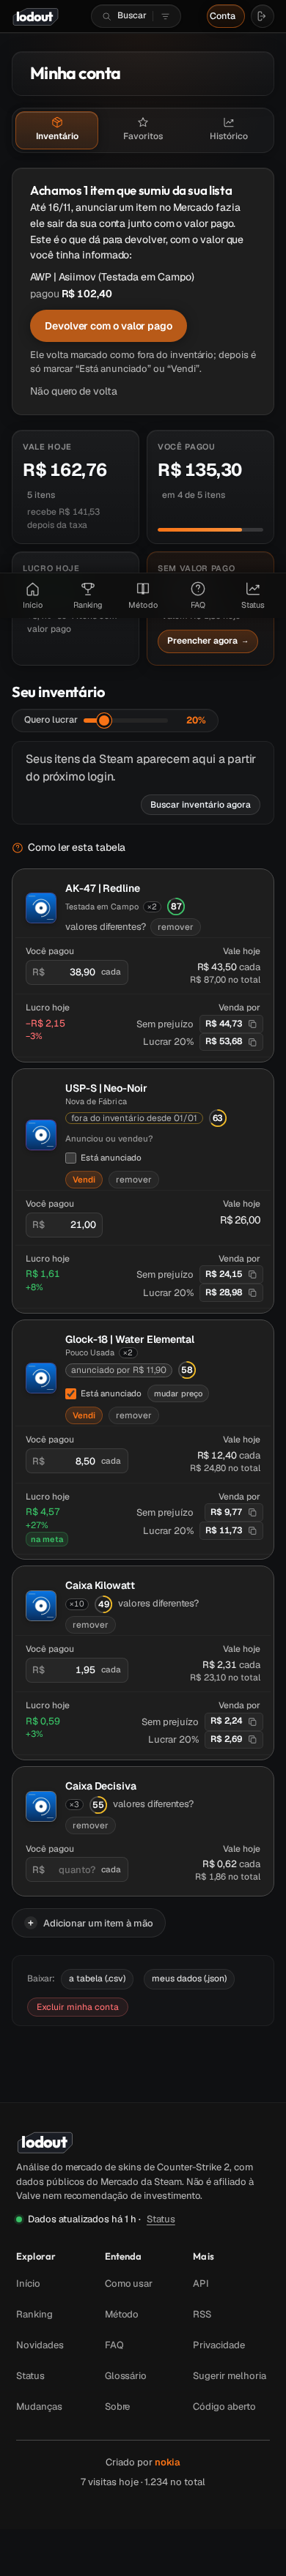 lodout
Buscar
Conta
Minha conta
Inventário
Favoritos
Histórico
Achamos 1 item que sumiu da sua lista
Até 16/11, anunciar um item no Mercado fazia
ele sair da sua conta junto com o valor pago.
Este é o que dá para devolver, com o valor que
você tinha informado:
AWP | Asiimov (Testada em Campo)
pagou R$ 102,40
Devolver com o valor pago
Ele volta marcado como fora do inventário; depois é
só marcar "Está anunciado" ou "Vendi".
Não quero de volta
VALE HOJE
R$ 162,76
5 itens
recebe R$ 141,53
depois da taxa
VOCÊ PAGOU
R$ 135,30
em 4 de 5 itens
LUCRO HOJE
SEM VALOR PAGO
Início
Ranking
Método
FAQ
Status
valor pago
Preencher agora →
Seu inventário
Quero lucrar
20%
Seus itens da Steam aparecem aqui a partir
do próximo login.
Buscar inventário agora
Como ler esta tabela
AK-47 | Redline
Testada em Campo ×2 87
valores diferentes? remover
Você pagou
Vale hoje
R$ 38,90 cada
R$ 43,50 cada
R$ 87,00 no total
Lucro hoje
Venda por
−R$ 2,15
Sem prejuízo R$ 44,73
−3%
Lucrar 20% R$ 53,68
USP-S | Neo-Noir
Nova de Fábrica
fora do inventário desde 01/01 63
Anunciou ou vendeu?
Está anunciado
Vendi remover
Você pagou
Vale hoje
R$ 21,00
R$ 26,00
Lucro hoje
Venda por
R$ 1,61
Sem prejuízo R$ 24,15
+8%
Lucrar 20% R$ 28,98
Glock-18 | Water Elemental
Pouco Usada ×2
anunciado por R$ 11,90 58
Está anunciado mudar preço
Vendi remover
Você pagou
Vale hoje
R$ 8,50 cada
R$ 12,40 cada
R$ 24,80 no total
Lucro hoje
Venda por
R$ 4,57
Sem prejuízo R$ 9,77
+27%
Lucrar 20% R$ 11,73
na meta
Caixa Kilowatt
×10 49 valores diferentes?
remover
Você pagou
Vale hoje
R$ 1,95 cada
R$ 2,31 cada
R$ 23,10 no total
Lucro hoje
Venda por
R$ 0,59
Sem prejuízo R$ 2,24
+3%
Lucrar 20% R$ 2,69
Caixa Decisiva
×3 55 valores diferentes?
remover
Você pagou
Vale hoje
R$ quanto? cada
R$ 0,62 cada
R$ 1,86 no total
+ Adicionar um item à mão
Baixar: a tabela (.csv) meus dados (.json)
Excluir minha conta
lodout
Análise do mercado de skins de Counter-Strike 2, com
dados públicos do Mercado da Steam. Não é afiliado à
Valve nem recomendação de investimento.
Dados atualizados há 1 h · Status
Explorar
Entenda
Mais
Início
Como usar
API
Ranking
Método
RSS
Novidades
FAQ
Privacidade
Status
Glossário
Sugerir melhoria
Mudanças
Sobre
Código aberto
Criado por nokia
7 visitas hoje · 1.234 no total